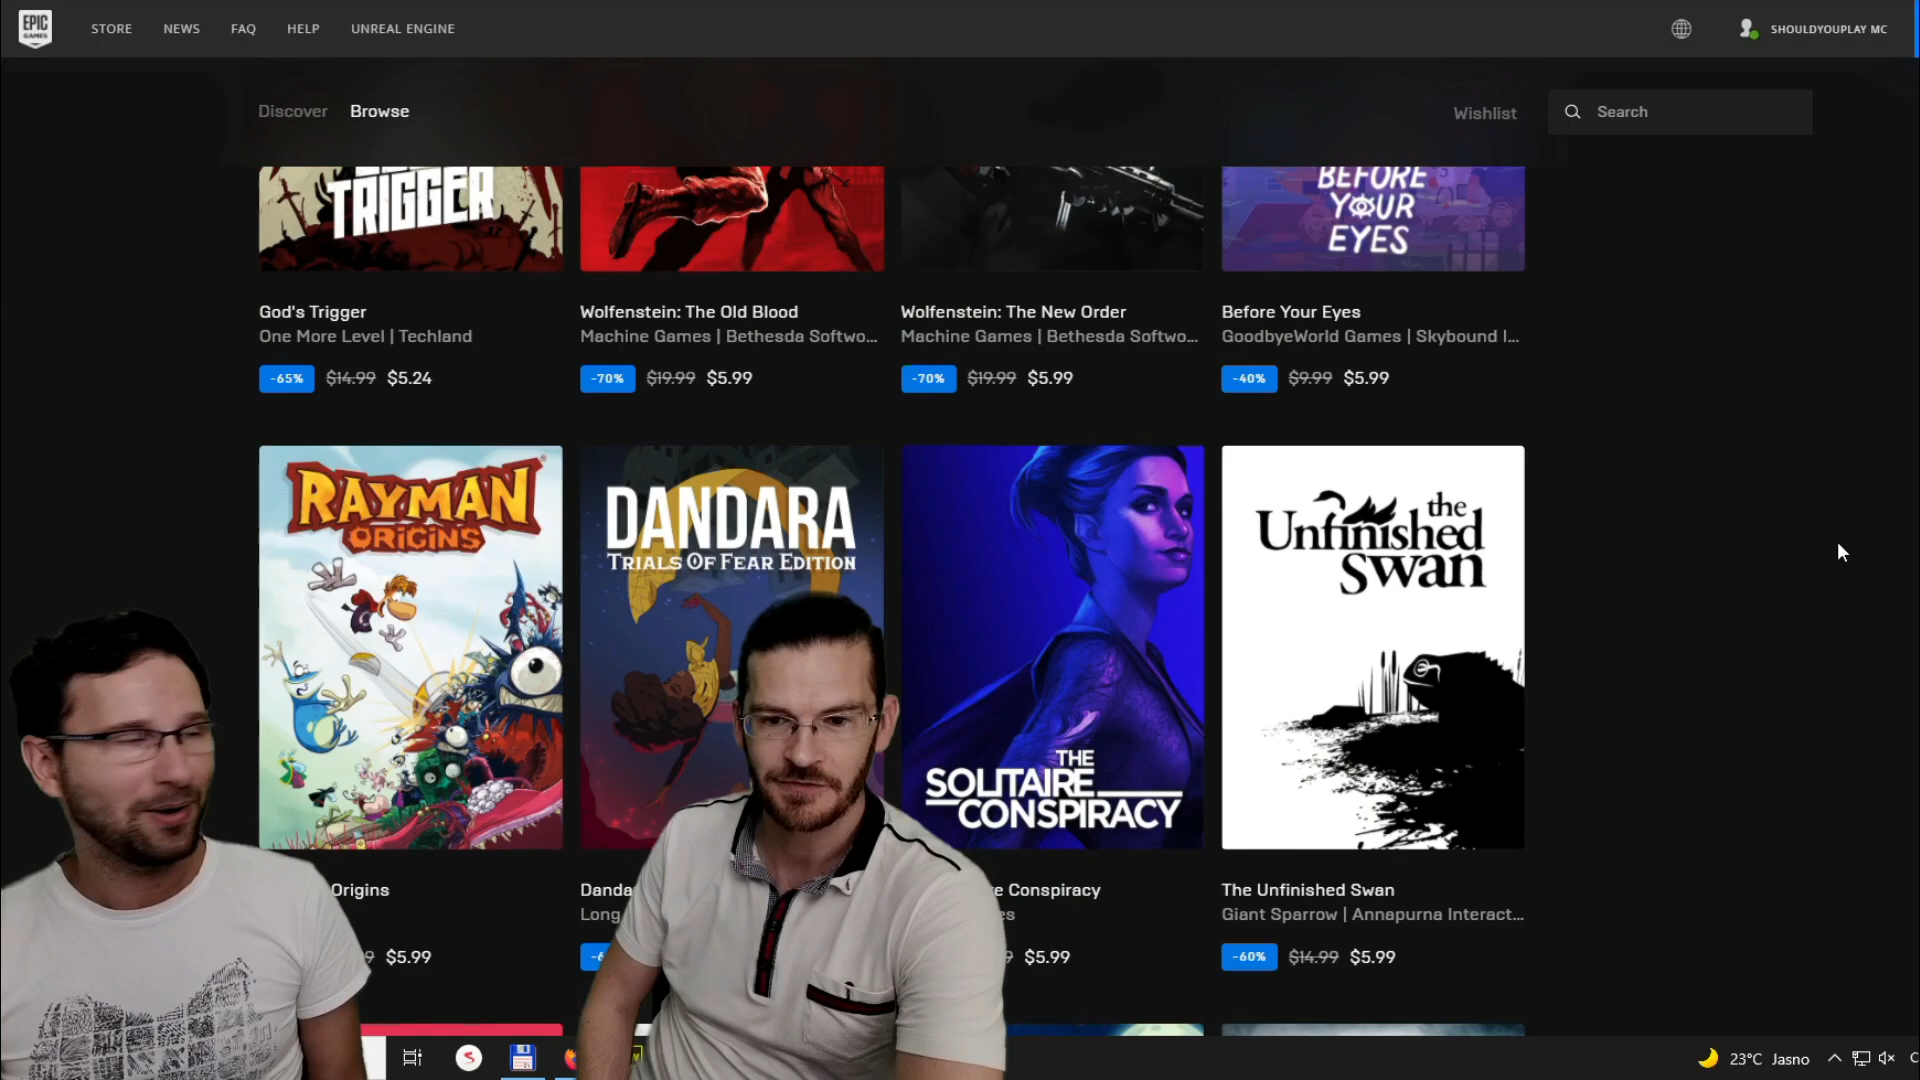 EPIC
GAMES
STORE
NEWS
FAQ
HELP
UNREAL ENGINE
SHOULDYOUPLAY MC
Discover
Browse
Wishlist
Search
TRIGGER
BEFORE
YOUR
EYES
God's Trigger
One More Level | Techland
-65% $14.99 $5.24
Wolfenstein: The Old Blood
Machine Games | Bethesda Softwo...
-70% $19.99 $5.99
Wolfenstein: The New Order
Machine Games | Bethesda Softwo...
-70% $19.99 $5.99
Before Your Eyes
GoodbyeWorld Games | Skybound I...
-40% $9.99 $5.99
RAYMAN
ORIGINS
DANDARA
TRIALS OF FEAR EDITION
THE
SOLITAIRE
CONSPIRACY
the
Unfinished
Swan
Origins
9 $5.99
Danda
Long
Conspiracy
$5.99
The Unfinished Swan
Giant Sparrow | Annapurna Interact...
-60% $14.99 $5.99
23°C Jasno